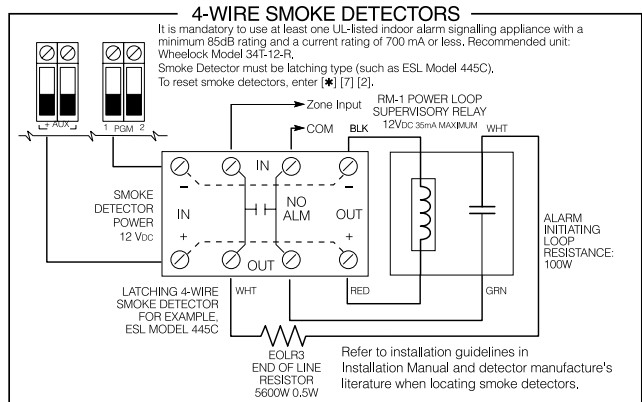 4-WIRE SMOKE DETECTORS
It is mandatory to use at least one UL-listed indoor alarm signalling appliance with a
minimum 85dB rating and a current rating of 700 mA or less. Recommended unit:
Wheelock Model 34T-12-R.
Smoke Detector must be latching type (such as ESL Model 445C).
To reset smoke detectors, enter [✱] [7] [2].
+ AUX
1 PGM 2
Zone Input
COM
RM-1 POWER LOOP
SUPERVISORY RELAY
12VDC 35mA MAXIMUM
BLK
WHT
SMOKE
DETECTOR
POWER
12 VDC
–
IN
–
IN
+
NO
ALM
OUT
+
OUT
ALARM
INITIATING
LOOP
RESISTANCE:
100W
LATCHING 4-WIRE
SMOKE DETECTOR
FOR EXAMPLE,
ESL MODEL 445C
WHT
RED
GRN
EOLR3
END OF LINE
RESISTOR
5600W 0.5W
Refer to installation guidelines in
Installation Manual and detector manufacture's
literature when locating smoke detectors.